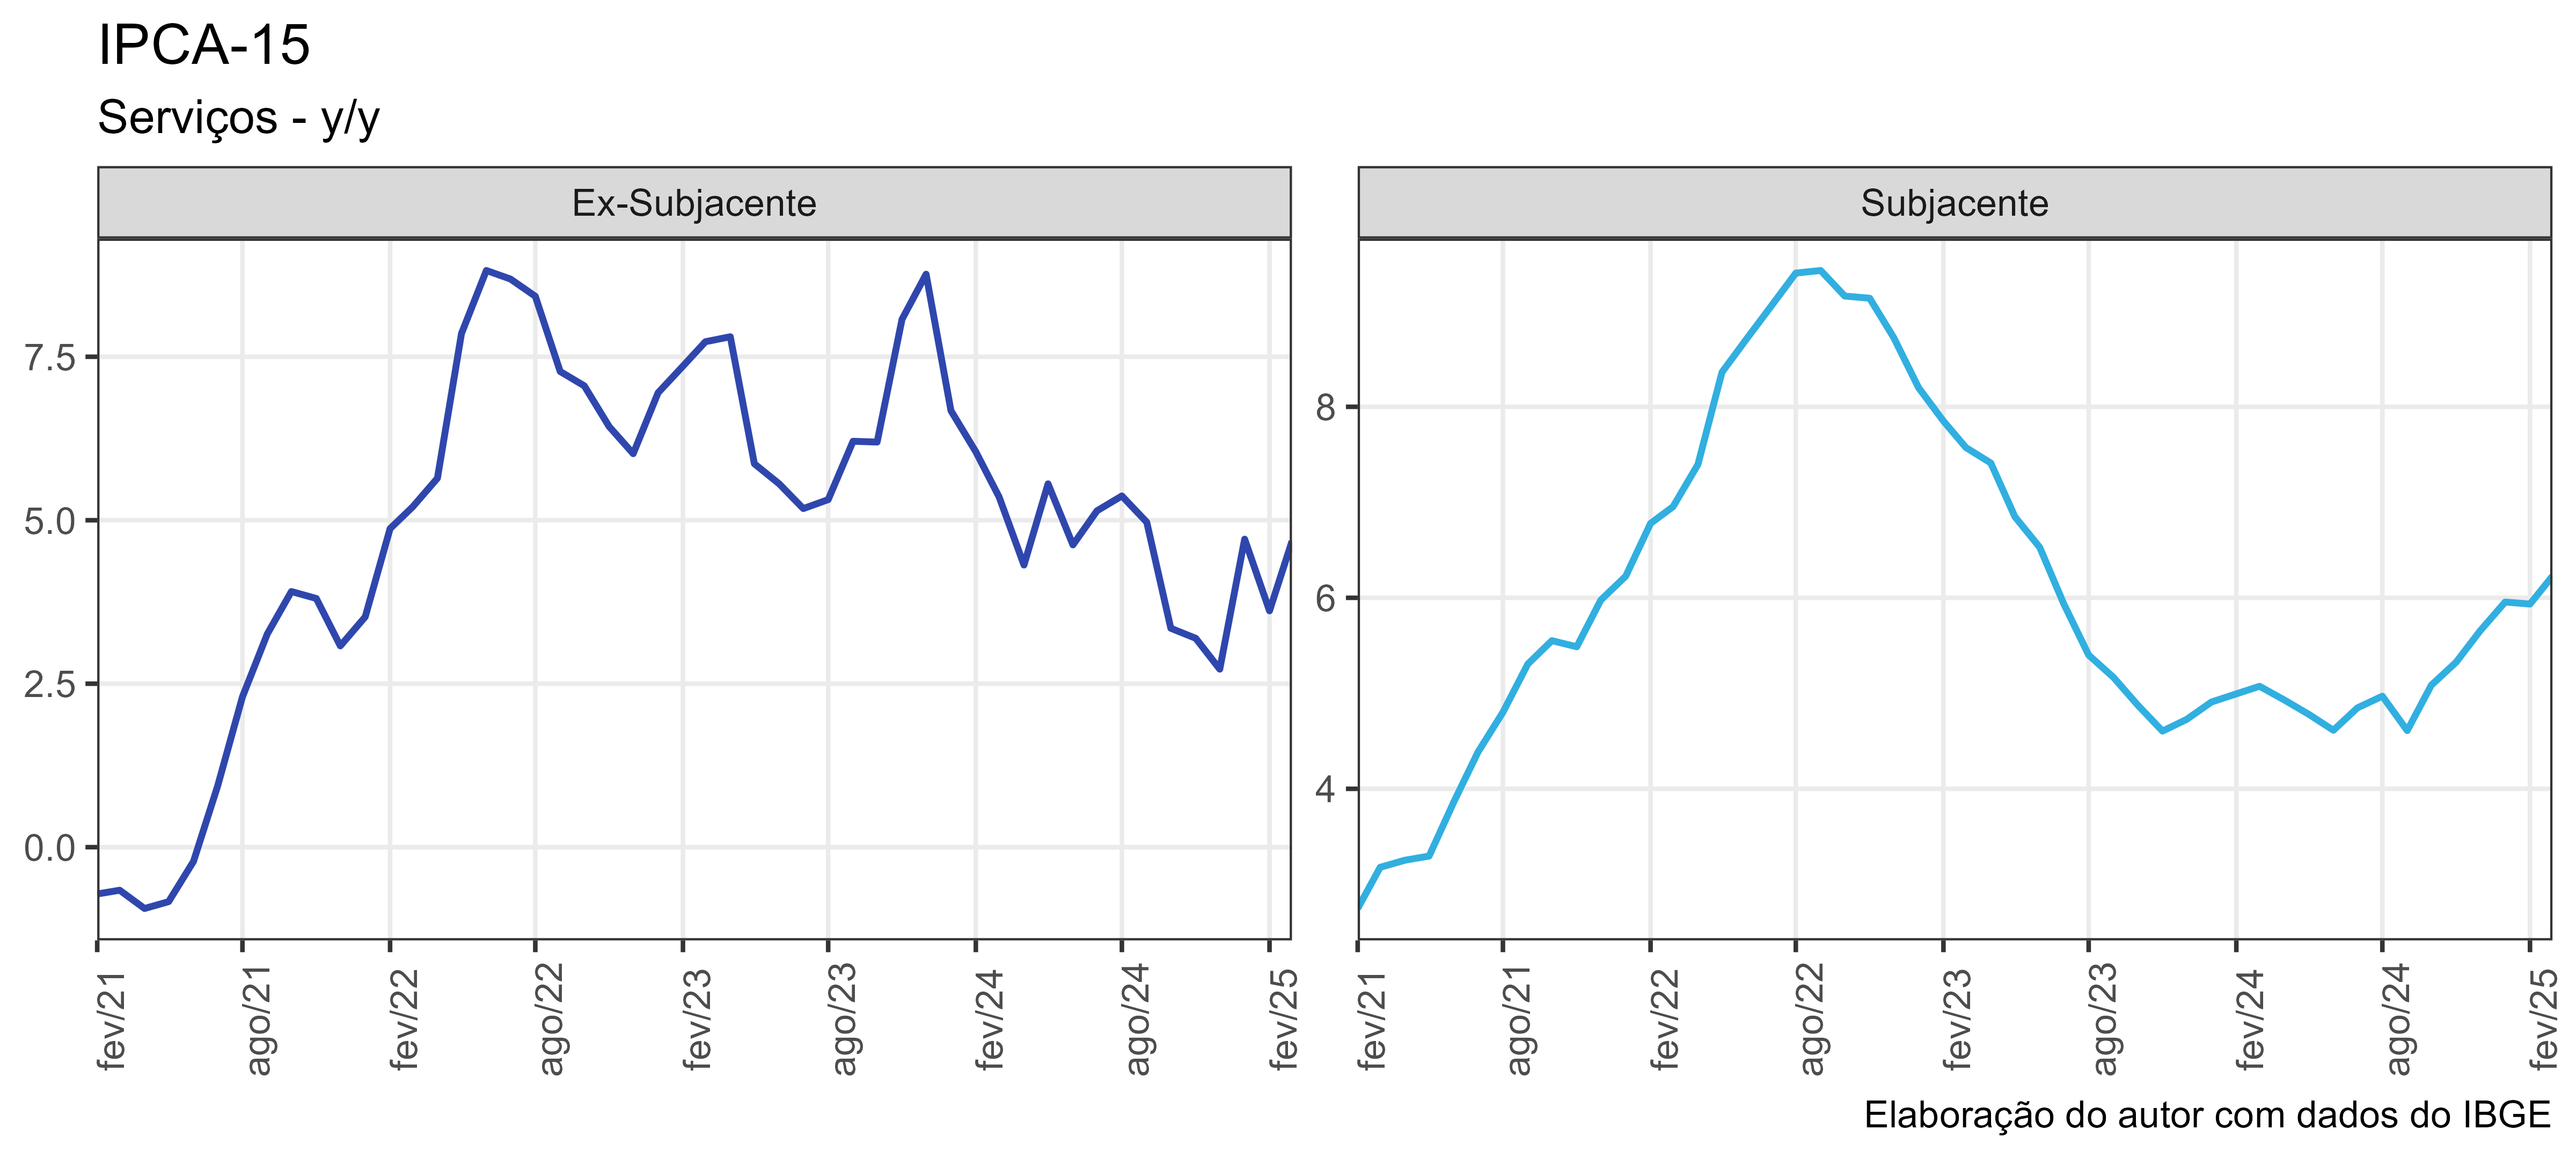 IPCA-15
Serviços - y/y
Ex-Subjacente
Subjacente
7.5
5.0
2.5
0.0
8
6
4
fev/21
ago/21
fev/22
ago/22
fev/23
ago/23
fev/24
ago/24
fev/25
fev/21
ago/21
fev/22
ago/22
fev/23
ago/23
fev/24
ago/24
fev/25
Elaboração do autor com dados do IBGE